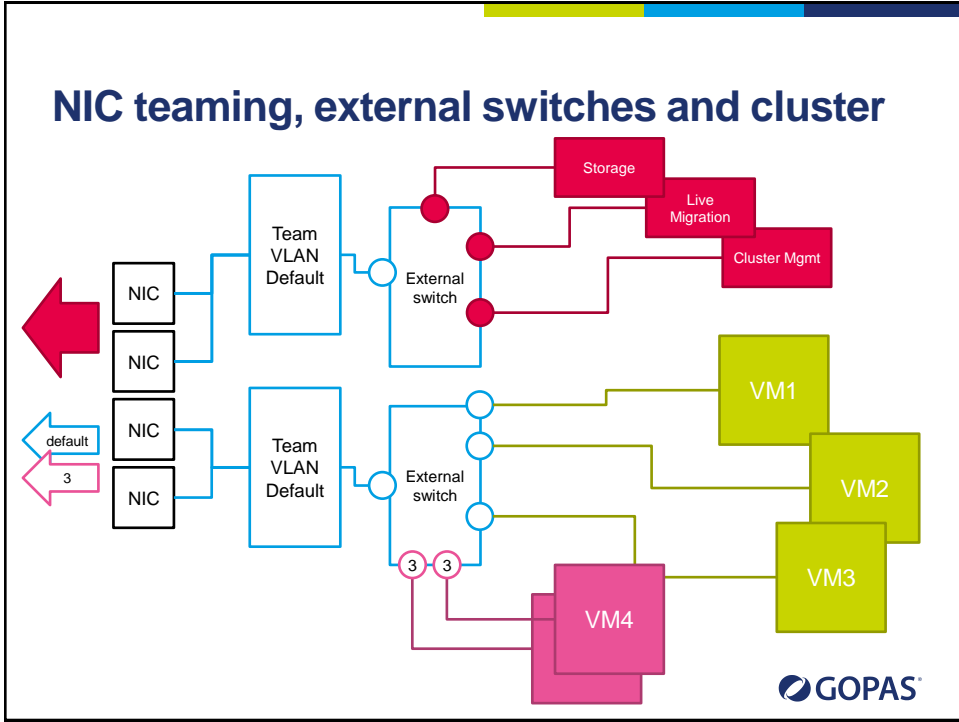 NIC teaming, external switches and cluster
Storage
Live
Migration
Cluster Mgmt
Team
VLAN
Default
External
switch
NIC
NIC
NIC
NIC
default
3
Team
VLAN
Default
External
switch
3
3
VM1
VM2
VM3
VM4
GOPAS®